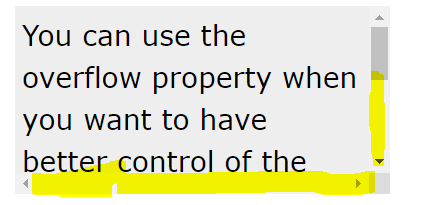 You can use the
overflow property when
you want to have
better control of the